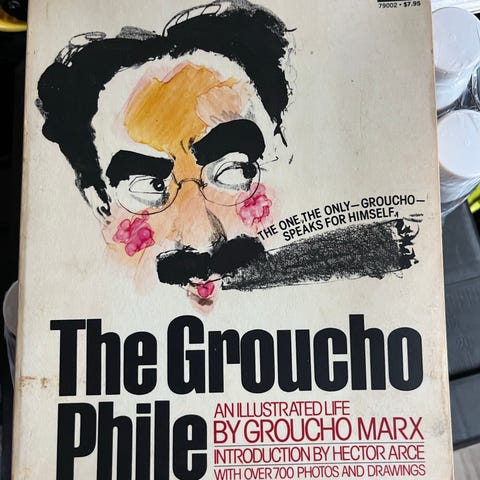 79002 • $7.95
THE ONE, THE ONLY—GROUCHO—
SPEAKS FOR HIMSELF.
The Groucho
Phile
AN ILLUSTRATED LIFE
BY GROUCHO MARX
INTRODUCTION BY HECTOR ARCE
WITH OVER 700 PHOTOS AND DRAWINGS